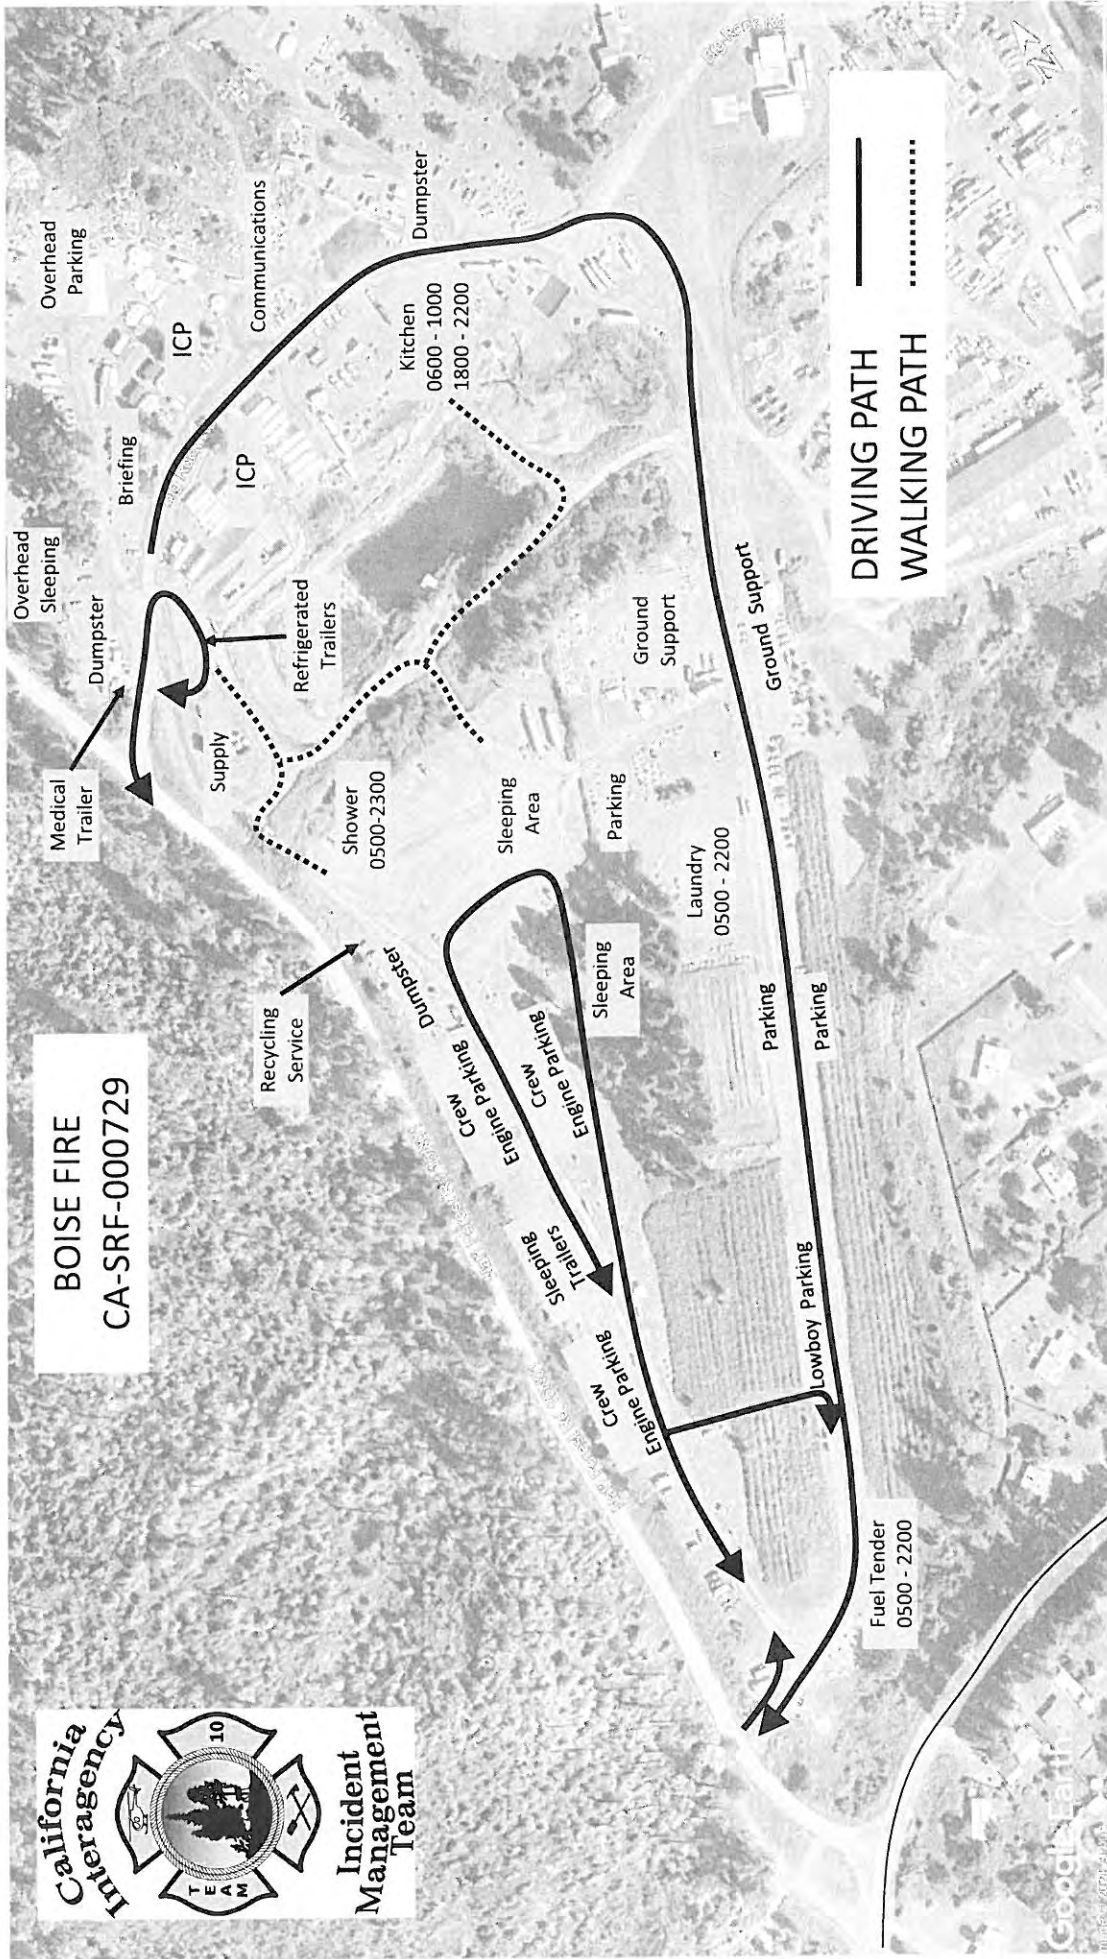 California
Interagency
TEAM
10
Incident
Management
Team
BOISE FIRE
CA-SRF-000729
Medical
Trailer
Dumpster
Overhead
Sleeping
Briefing
Overhead
Parking
ICP
Communications
Dumpster
ICP
Refrigerated
Trailers
Supply
Kitchen
0600 - 1000
1800 - 2200
Shower
0500-2300
Recycling
Service
Dumpster
Sleeping
Area
Parking
Ground
Support
Ground Support
Laundry
0500 - 2200
Sleeping
Area
Crew
Engine Parking
Crew
Engine Parking
Sleeping
Trailers
Crew
Engine Parking
Parking
Parking
Lowboy Parking
Fuel Tender
0500 - 2200
DRIVING PATH
WALKING PATH
N
Google Earth